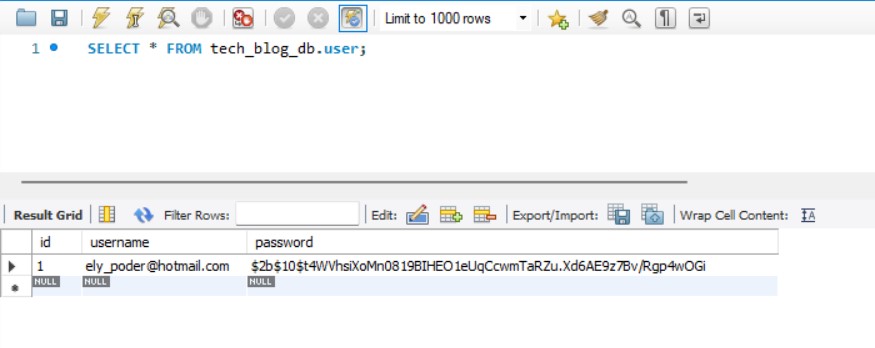 Limit to 1000 rows
1 SELECT * FROM tech_blog_db.user;
Result Grid Filter Rows: Edit: Export/Import: Wrap Cell Content: IA
id username password
1 ely_poder@hotmail.com $2b$10$t4WVhsiXoMn0819BIHEO1eUqCcwmTaRZu.Xd6AE9z7Bv/Rgp4wOGi
NULL NULL NULL